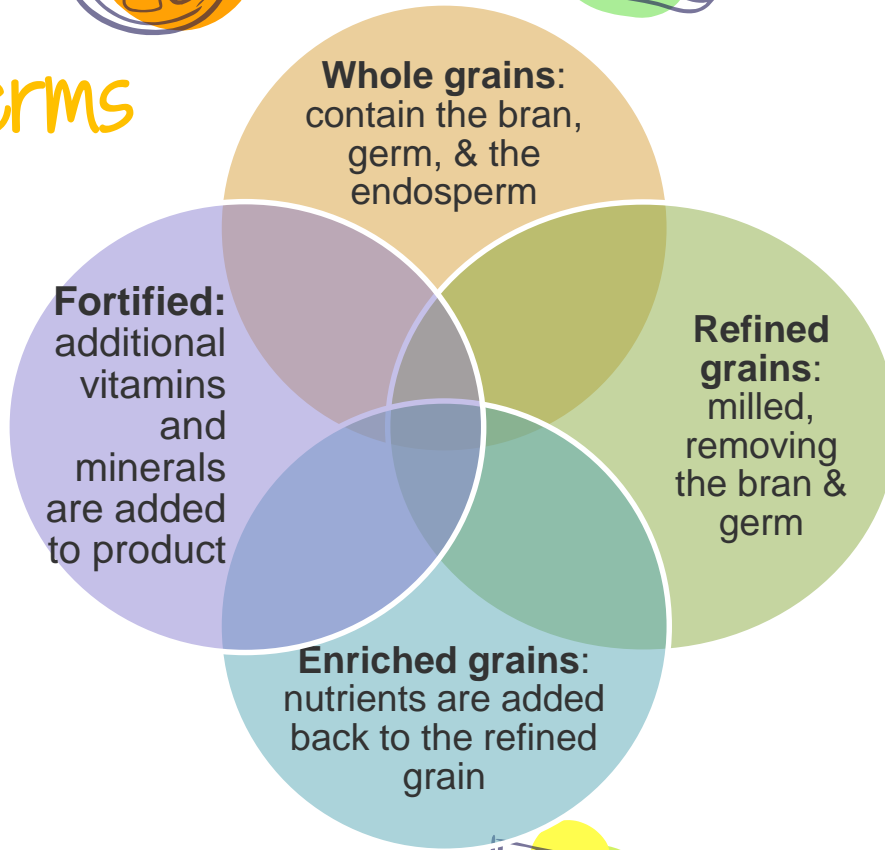 Whole grains:
contain the bran,
germ, & the
endosperm
Fortified:
additional
vitamins
and
minerals
are added
to product
Refined
grains:
milled,
removing
the bran &
germ
Enriched grains:
nutrients are added
back to the refined
grain